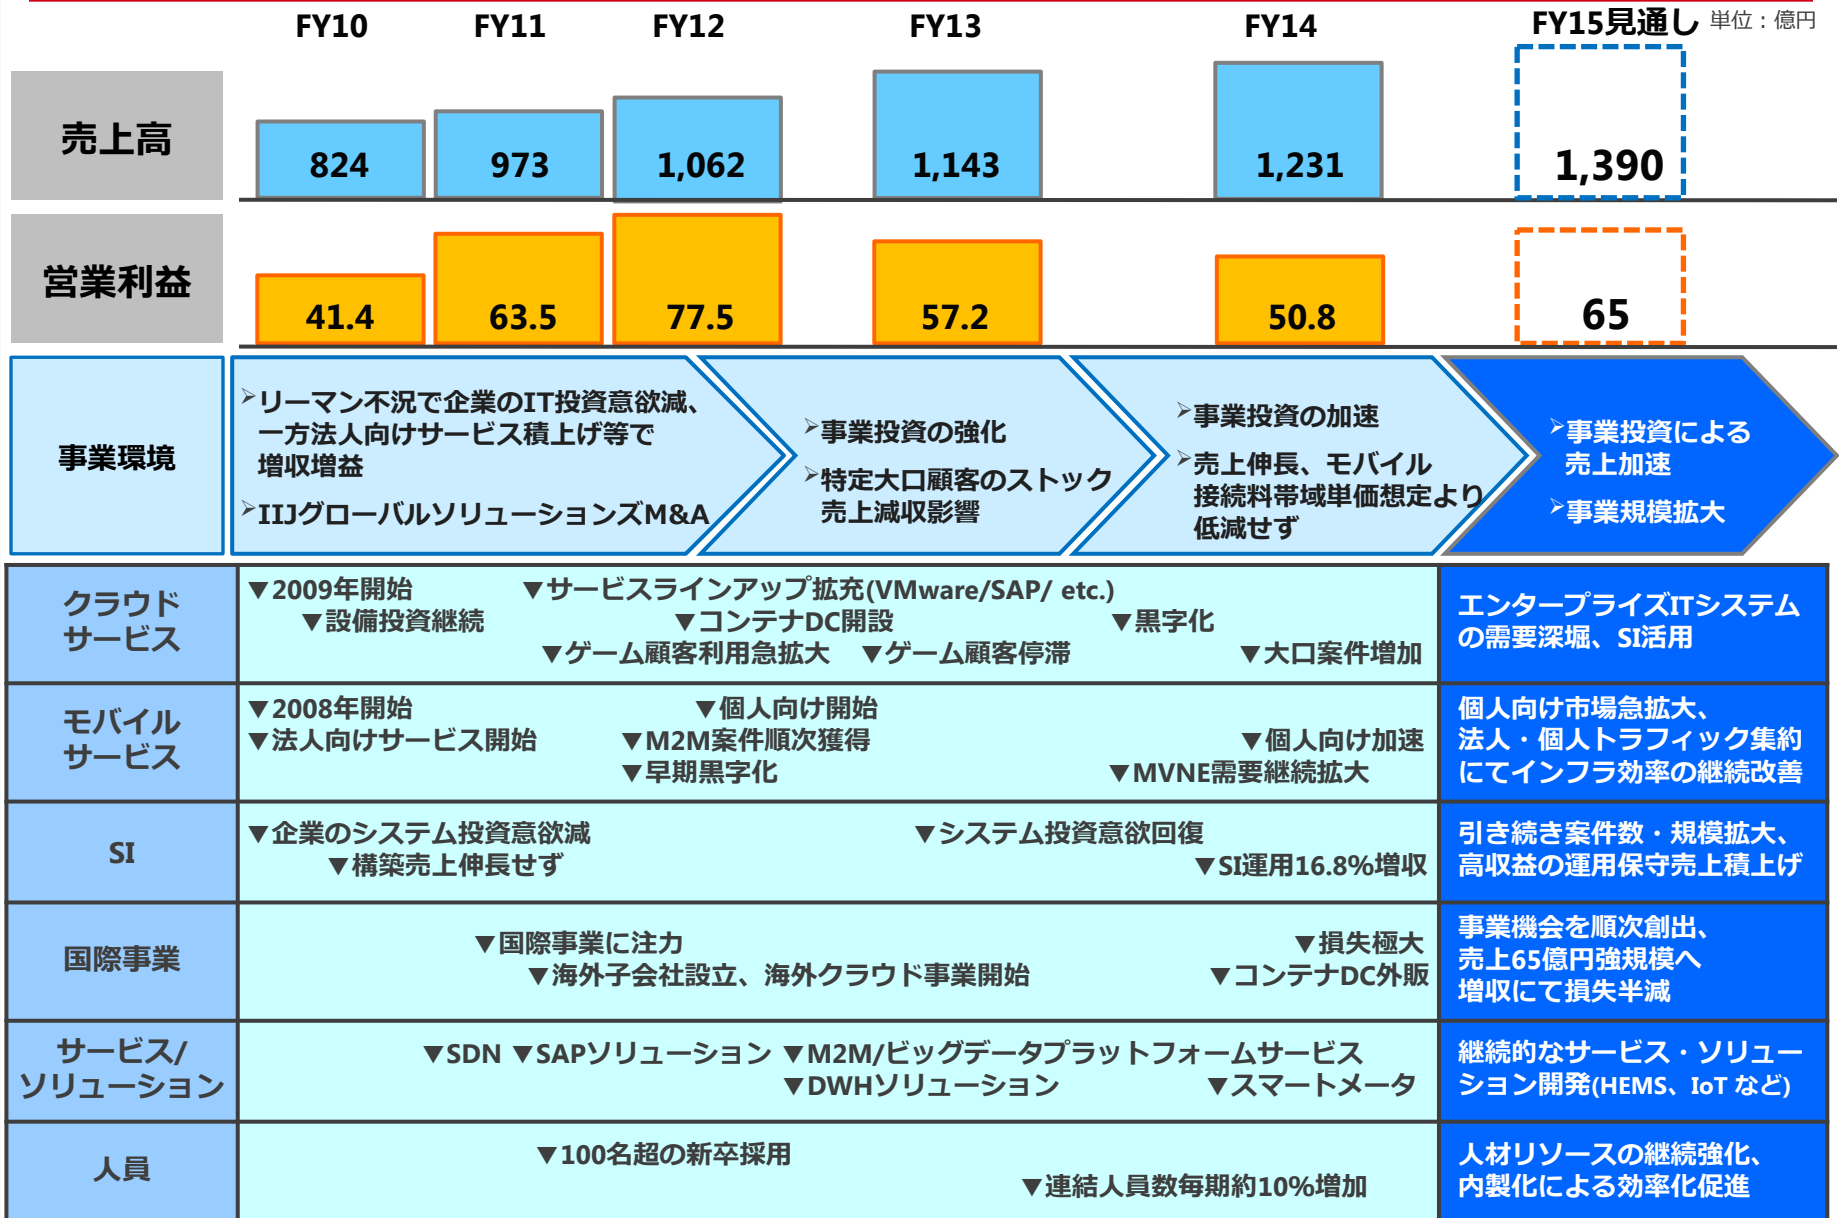 FY10 FY11 FY12 FY13 FY14 FY15見通し 単位：億円
売上高
824 973 1,062 1,143 1,231 1,390
営業利益
41.4 63.5 77.5 57.2 50.8 65
事業環境
➢リーマン不況で企業のIT投資意欲減、
一方法人向けサービス積上げ等で
増収増益
➢IIJグローバルソリューションズM&A
➢事業投資の強化
➢特定大口顧客のストック
売上減収影響
➢事業投資の加速
➢売上伸長、モバイル
接続料帯域単価想定より
低減せず
➢事業投資による
売上加速
➢事業規模拡大
クラウド
サービス
▼2009年開始 ▼サービスラインアップ拡充(VMware/SAP/ etc.)
▼設備投資継続 ▼コンテナDC開設 ▼黒字化
▼ゲーム顧客利用急拡大 ▼ゲーム顧客停滞 ▼大口案件増加
エンタープライズITシステム
の需要深堀、SI活用
モバイル
サービス
▼2008年開始 ▼個人向け開始
▼法人向けサービス開始 ▼M2M案件順次獲得 ▼個人向け加速
▼早期黒字化 ▼MVNE需要継続拡大
個人向け市場急拡大、
法人・個人トラフィック集約
にてインフラ効率の継続改善
SI
▼企業のシステム投資意欲減 ▼システム投資意欲回復
▼構築売上伸長せず ▼SI運用16.8%増収
引き続き案件数・規模拡大、
高収益の運用保守売上積上げ
国際事業
▼国際事業に注力 ▼損失極大
▼海外子会社設立、海外クラウド事業開始 ▼コンテナDC外販
事業機会を順次創出、
売上65億円強規模へ
増収にて損失半減
サービス/
ソリューション
▼SDN ▼SAPソリューション ▼M2M/ビッグデータプラットフォームサービス
▼DWHソリューション ▼スマートメータ
継続的なサービス・ソリュー
ション開発(HEMS、IoT など)
人員
▼100名超の新卒採用
▼連結人員数毎期約10%増加
人材リソースの継続強化、
内製化による効率化促進